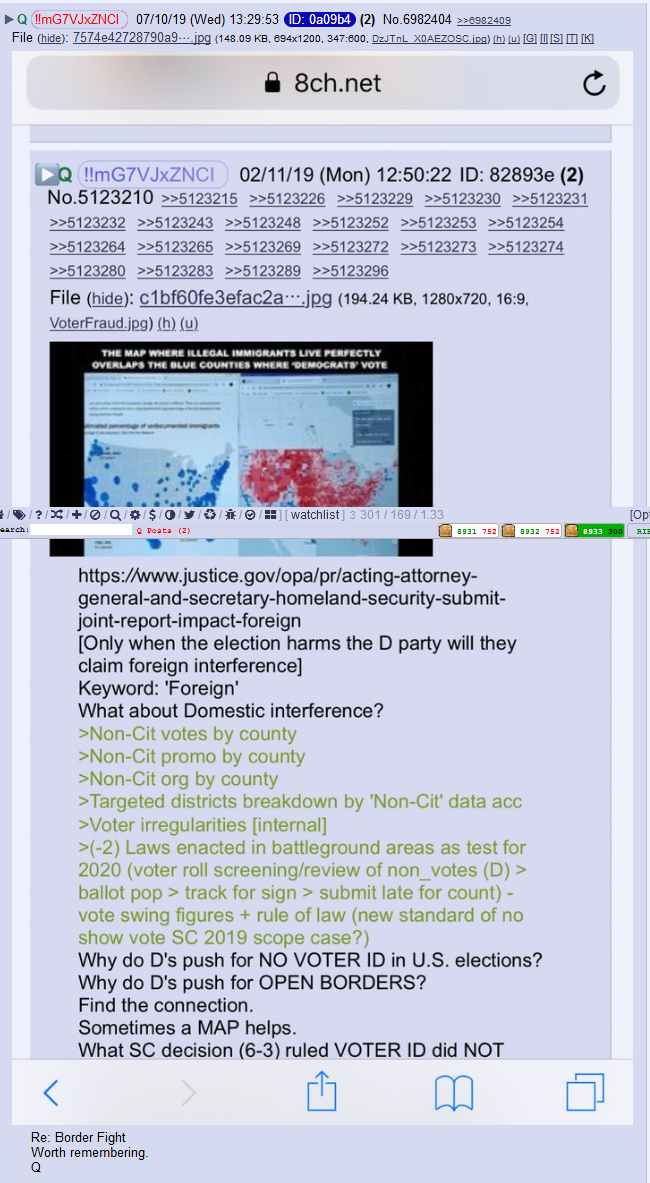 Q !!mG7VJxZNCI 07/10/19 (Wed) 13:29:53 ID: 0a09b4 (2) No.6982404 >>6982409
File (hide): 7574e42728790a9⋯.jpg (148.09 KB, 694x1200, 347:600, DzJTnL_X0AEZOSC.jpg) (h) (u) [G] [I] [S] [T] [K]
8ch.net
Q !!mG7VJxZNCI 02/11/19 (Mon) 12:50:22 ID: 82893e (2)
No.5123210 >>5123215 >>5123226 >>5123229 >>5123230 >>5123231
>>5123232 >>5123243 >>5123248 >>5123252 >>5123253 >>5123254
>>5123264 >>5123265 >>5123269 >>5123272 >>5123273 >>5123274
>>5123280 >>5123283 >>5123289 >>5123296
File (hide): c1bf60fe3efac2a⋯.jpg (194.24 KB, 1280x720, 16:9,
VoterFraud.jpg) (h) (u)
THE MAP WHERE ILLEGAL IMMIGRANTS LIVE PERFECTLY
OVERLAPS THE BLUE COUNTIES WHERE 'DEMOCRATS' VOTE
estimated percentage of undocumented immigrants
/ / ? / / / / / / $ / / / / / / / [ watchlist ] 3 301 / 169 / 1.33 [Opt
earch: Q Posts (2) 8931 752 8932 752 8933 300 RIE
https://www.justice.gov/opa/pr/acting-attorney-
general-and-secretary-homeland-security-submit-
joint-report-impact-foreign
[Only when the election harms the D party will they
claim foreign interference]
Keyword: 'Foreign'
What about Domestic interference?
>Non-Cit votes by county
>Non-Cit promo by county
>Non-Cit org by county
>Targeted districts breakdown by 'Non-Cit' data acc
>Voter irregularities [internal]
>(-2) Laws enacted in battleground areas as test for
2020 (voter roll screening/review of non_votes (D) >
ballot pop > track for sign > submit late for count) -
vote swing figures + rule of law (new standard of no
show vote SC 2019 scope case?)
Why do D's push for NO VOTER ID in U.S. elections?
Why do D's push for OPEN BORDERS?
Find the connection.
Sometimes a MAP helps.
What SC decision (6-3) ruled VOTER ID did NOT
Re: Border Fight
Worth remembering.
Q